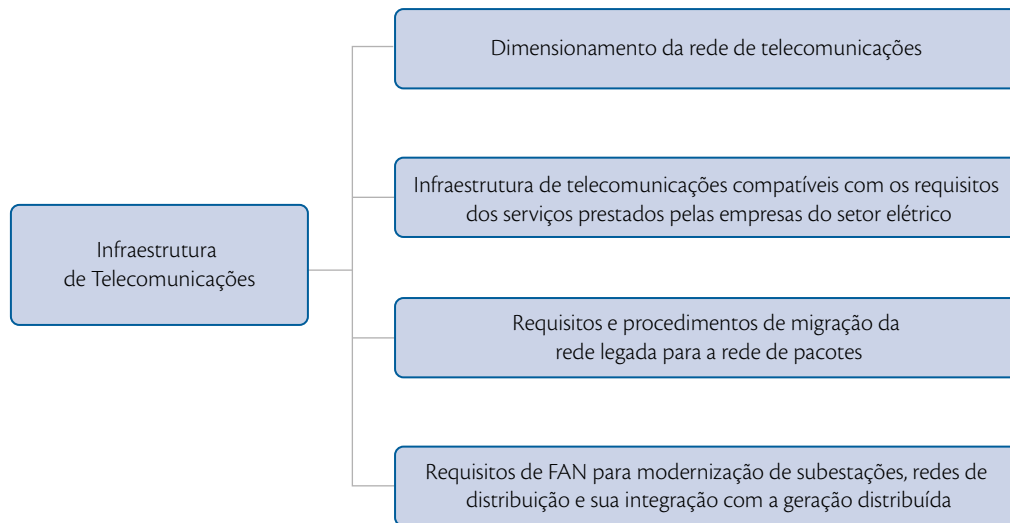 Dimensionamento da rede de telecomunicações
Infraestrutura de telecomunicações compatíveis com os requisitos
dos serviços prestados pelas empresas do setor elétrico
Infraestrutura
de Telecomunicações
Requisitos e procedimentos de migração da
rede legada para a rede de pacotes
Requisitos de FAN para modernização de subestações, redes de
distribuição e sua integração com a geração distribuída